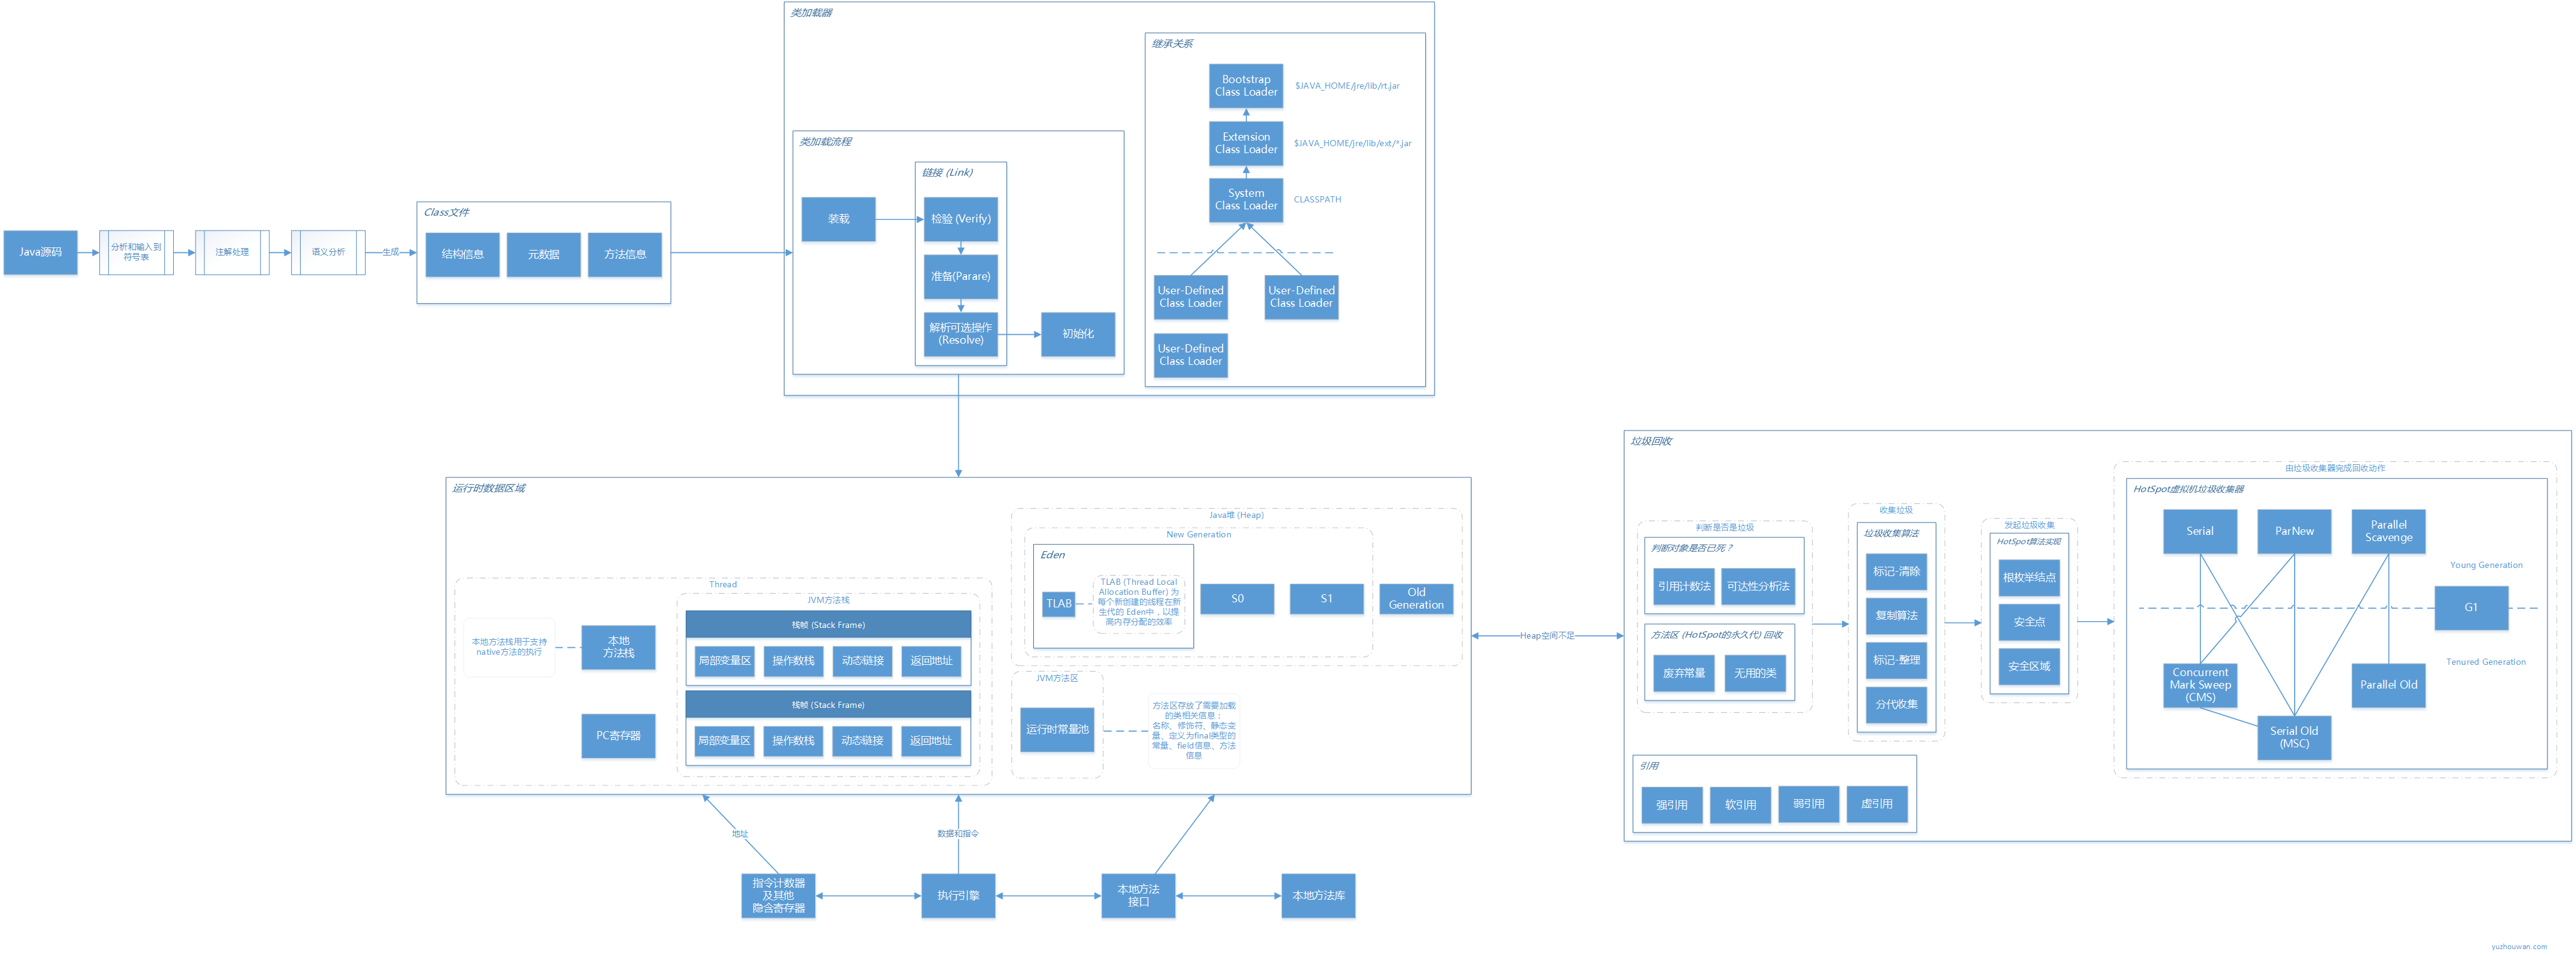 类加载器
继承关系
Bootstrap
Class Loader
$JAVA_HOME/jre/lib/rt.jar
Extension
Class Loader
$JAVA_HOME/jre/lib/ext/*.jar
System
Class Loader
CLASSPATH
User-Defined
Class Loader
User-Defined
Class Loader
User-Defined
Class Loader
类加载流程
装载
链接 (Link)
检验 (Verify)
准备(Parare)
解析可选操作
(Resolve)
初始化
Java源码
分析和输入到
符号表
注解处理
语义分析
生成
Class文件
结构信息
元数据
方法信息
运行时数据区域
Thread
本地方法栈用于支持
native方法的执行
本地
方法栈
PC寄存器
JVM方法栈
栈帧 (Stack Frame)
局部变量区
操作数栈
动态链接
返回地址
栈帧 (Stack Frame)
局部变量区
操作数栈
动态链接
返回地址
Java堆 (Heap)
New Generation
Eden
TLAB
TLAB (Thread Local
Allocation Buffer) 为
每个新创建的线程在新
生代的 Eden中，以提
高内存分配的效率
S0
S1
Old
Generation
JVM方法区
运行时常量池
方法区存放了需要加载
的类相关信息：
名称、修饰符、静态变
量、定义为final类型的
常量、field信息、方法
信息
Heap空间不足
地址
数据和指令
指令计数器
及其他
隐含寄存器
执行引擎
本地方法
接口
本地方法库
垃圾回收
判断是否是垃圾
判断对象是否已死？
引用计数法
可达性分析法
方法区 (HotSpot的永久代) 回收
废弃常量
无用的类
收集垃圾
垃圾收集算法
标记-清除
复制算法
标记-整理
分代收集
发起垃圾收集
HotSpot算法实现
根枚举结点
安全点
安全区域
由垃圾收集器完成回收动作
HotSpot虚拟机垃圾收集器
Serial
ParNew
Parallel
Scavenge
Young Generation
G1
Tenured Generation
Concurrent
Mark Sweep
(CMS)
Parallel Old
Serial Old
(MSC)
引用
强引用
软引用
弱引用
虚引用
yuzhouwan.com